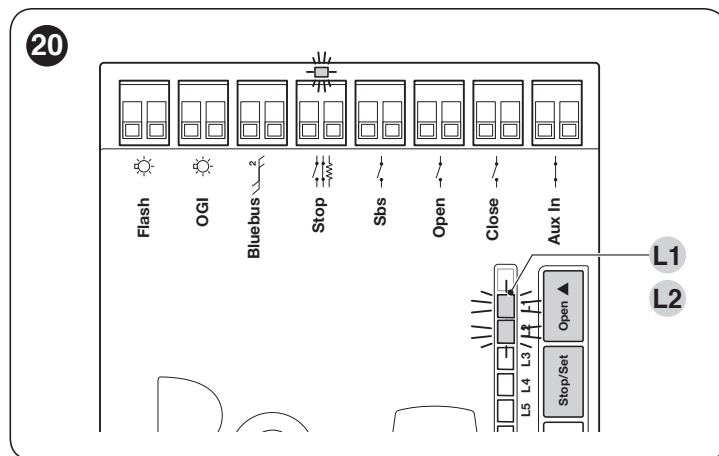 20
2
Flash
OGI
Bluebus
Stop
Sbs
Open
Close
Aux In
L1
L2
L3
L4
L5
Open ▲
Stop/Set
L1
L2